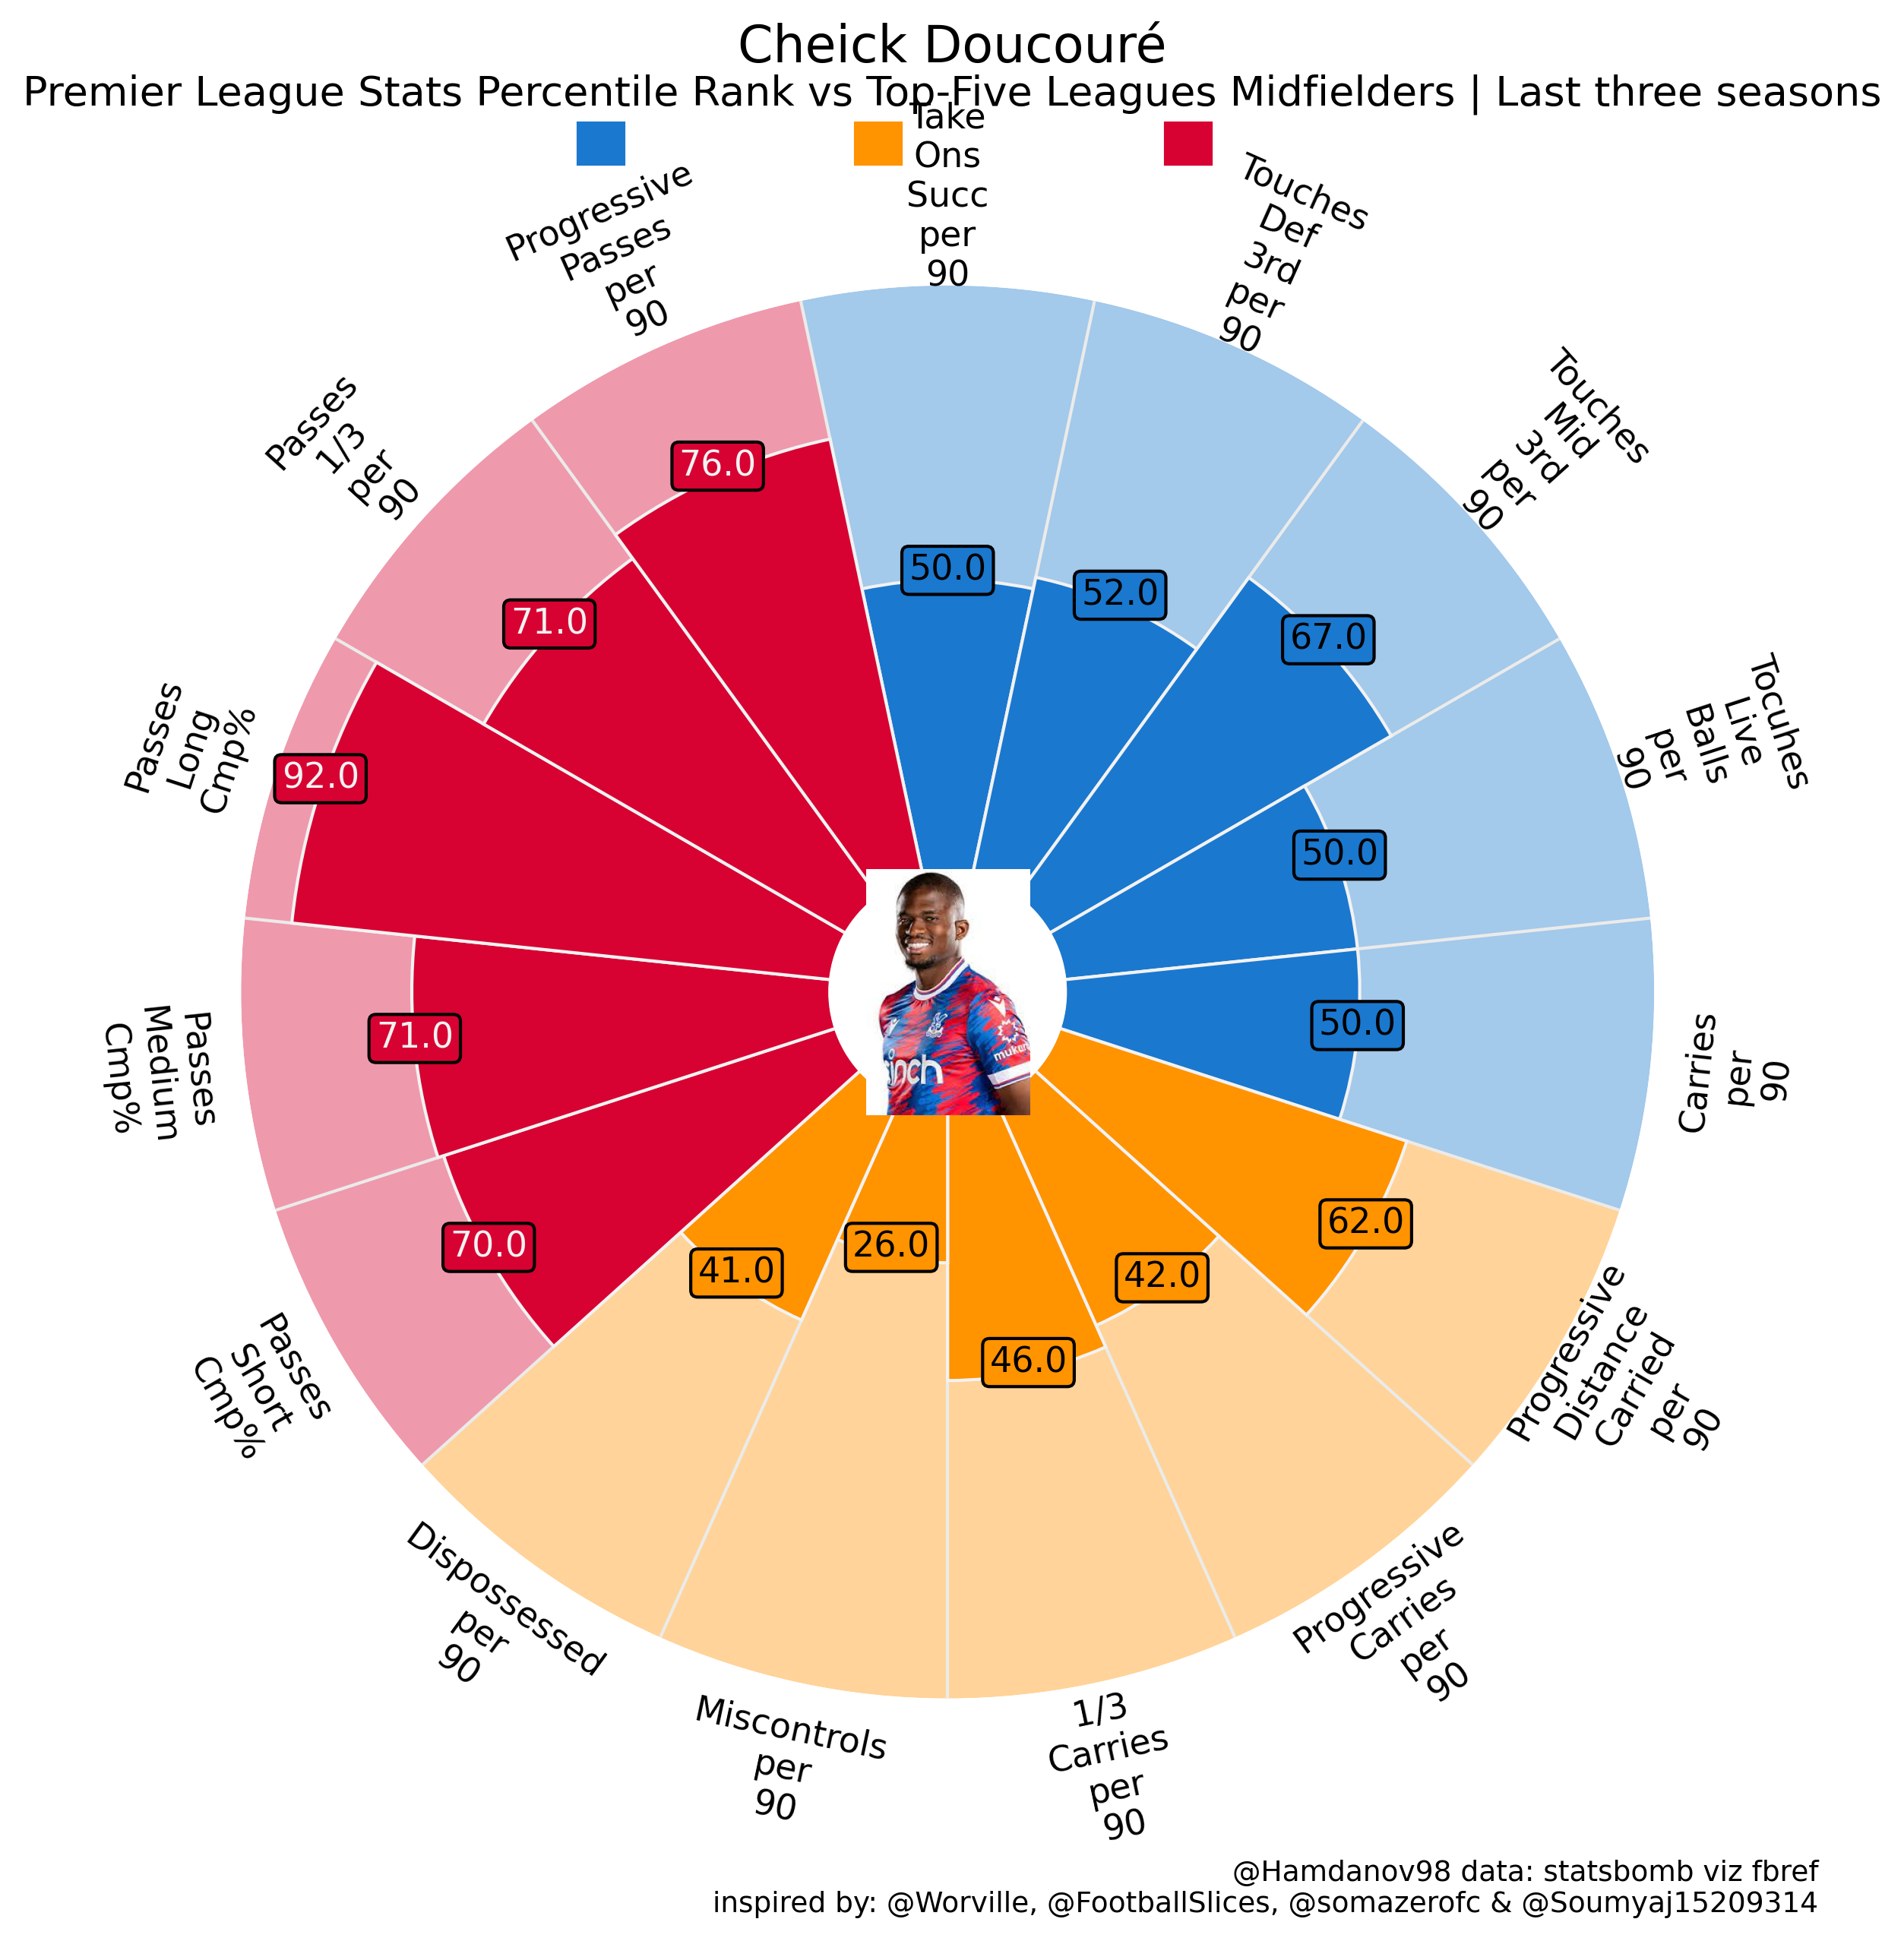 Cheick Doucouré
Premier League Stats Percentile Rank vs Top-Five Leagues Midfielders | Last three seasons
Take
Ons
Succ
per
90
Touches
Def
3rd
per
90
Touches
Mid
3rd
per
90
Tocuhes
Live
Balls
per
90
Carries
per
90
Progressive
Distance
Carried
per
90
Progressive
Carries
per
90
1/3
Carries
per
90
Miscontrols
per
90
Dispossessed
per
90
Passes
Short
Cmp%
Passes
Medium
Cmp%
Passes
Long
Cmp%
Passes
1/3
per
90
Progressive
Passes
per
90
50.0
52.0
67.0
50.0
50.0
62.0
42.0
46.0
26.0
41.0
70.0
71.0
92.0
71.0
76.0
cinch
@Hamdanov98 data: statsbomb viz fbref
inspired by: @Worville, @FootballSlices, @somazerofc & @Soumyaj15209314